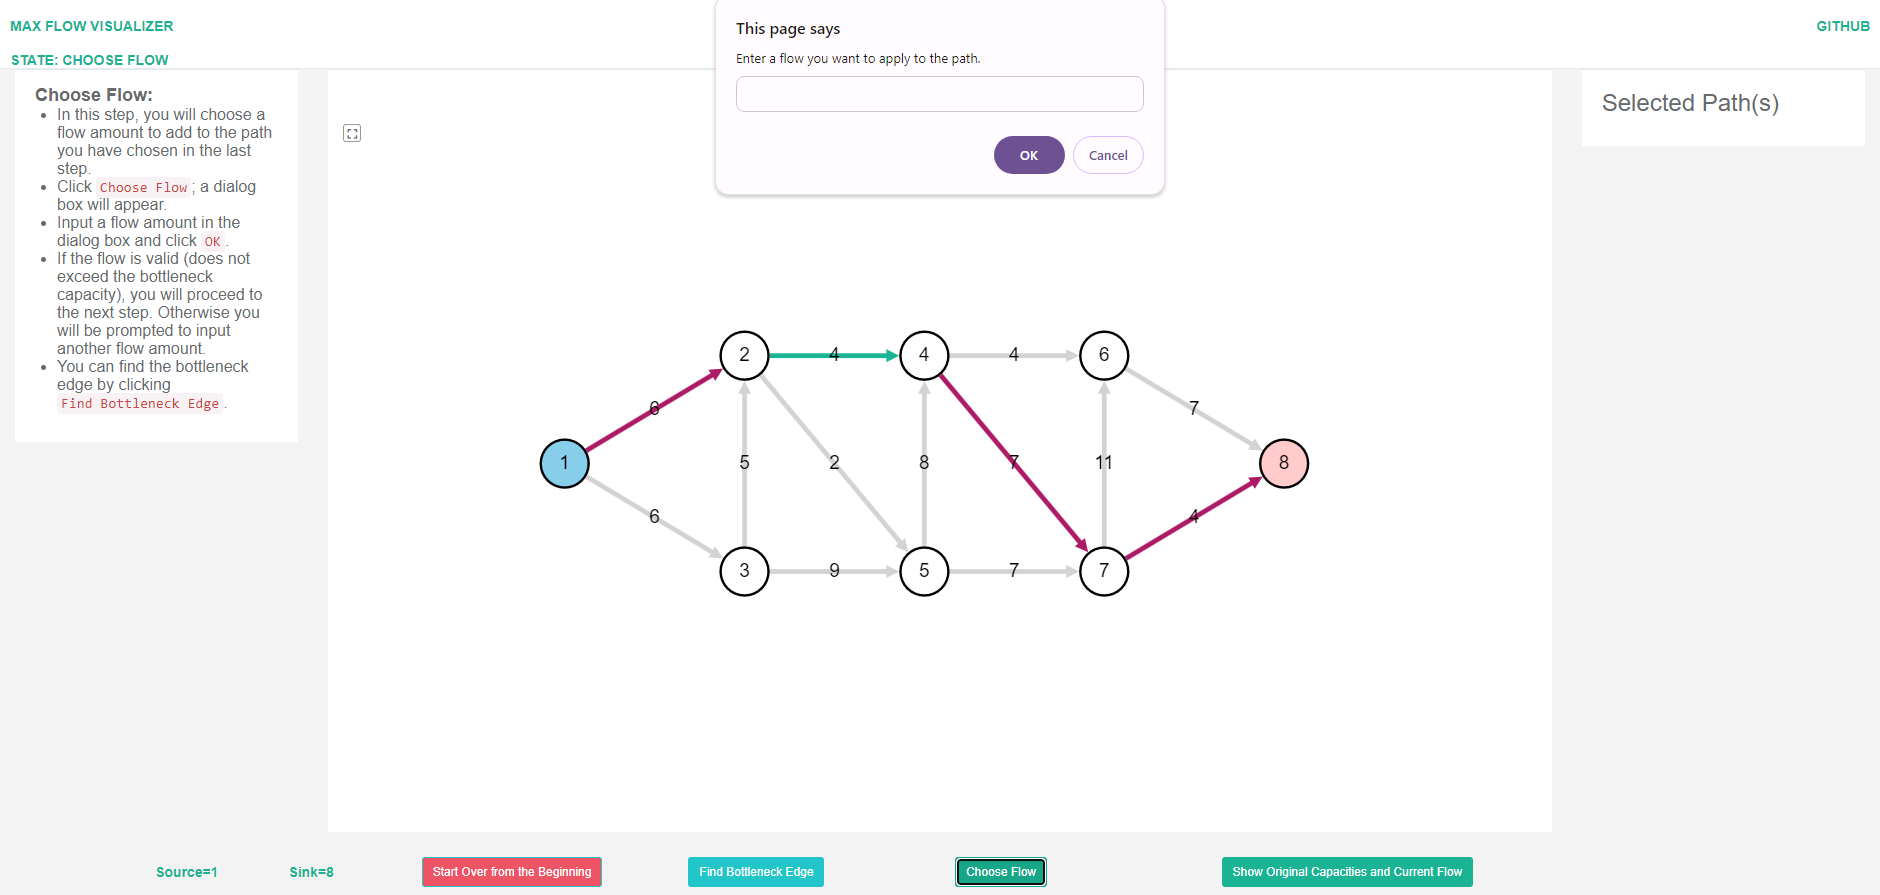 MAX FLOW VISUALIZER
GITHUB
STATE: CHOOSE FLOW
This page says
Enter a flow you want to apply to the path.
OK
Cancel
Choose Flow:
In this step, you will choose a
flow amount to add to the path
you have chosen in the last
step.
Click Choose Flow; a dialog
box will appear.
Input a flow amount in the
dialog box and click OK.
If the flow is valid (does not
exceed the bottleneck
capacity), you will proceed to
the next step. Otherwise you
will be prompted to input
another flow amount.
You can find the bottleneck
edge by clicking
Find Bottleneck Edge.
Selected Path(s)
2 4 4 4 6
6 7
1 5 2 8 7 11 8
6 4
3 9 5 7 7
Source=1
Sink=8
Start Over from the Beginning
Find Bottleneck Edge
Choose Flow
Show Original Capacities and Current Flow